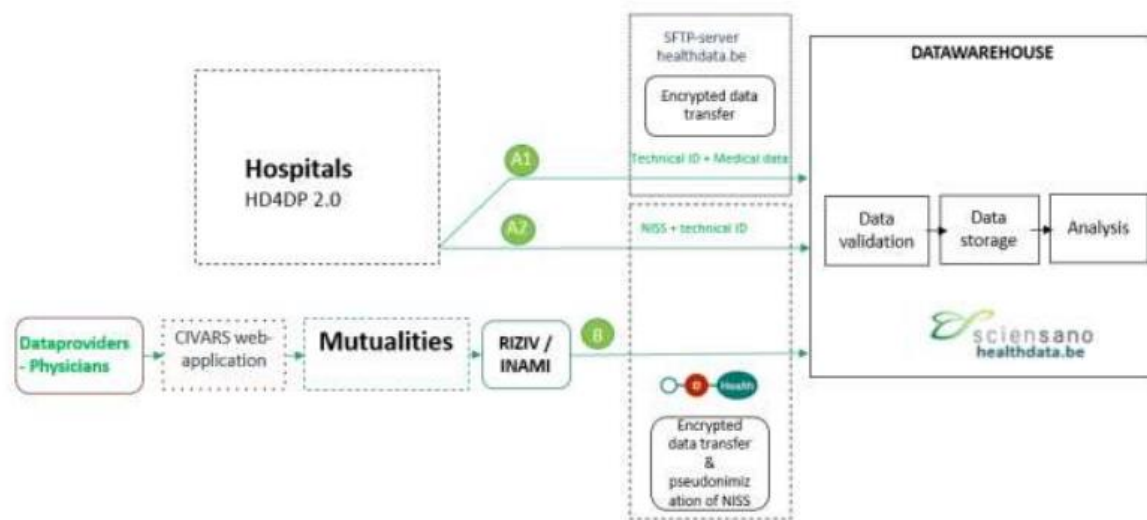 SFTP-server
healthdata.be
Encrypted data
transfer
DATAWAREHOUSE
Hospitals
HD4DP 2.0
A1
Technical ID + Medical data
A2
NISS + technical ID
Data
validation
Data
storage
Analysis
Dataproviders
- Physicians
CIVARS web-
application
Mutualities
RIZIV /
INAMI
B
sciensano
healthdata.be
ID
Health
Encrypted
data transfer
&
pseudonimiz
ation of NISS